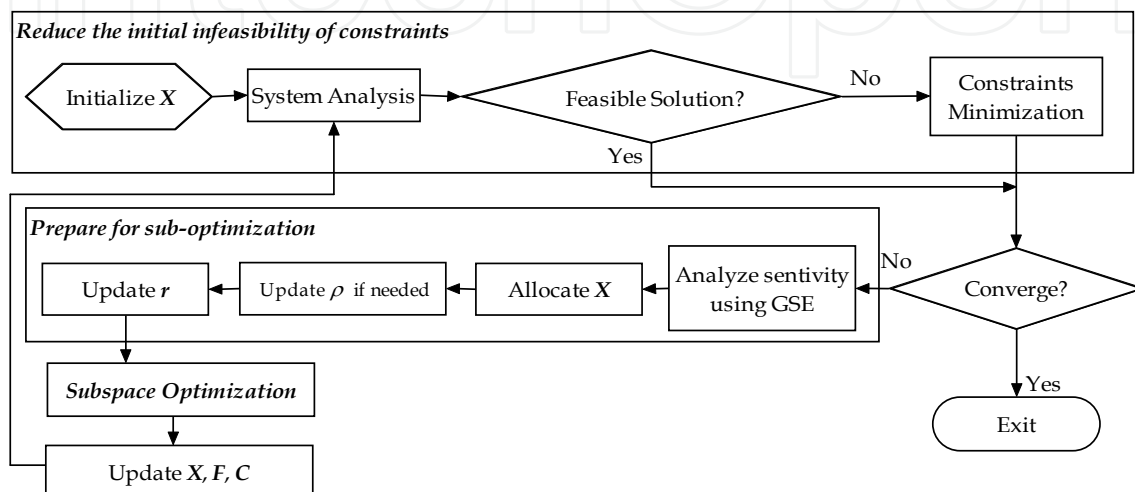 Reduce the initial infeasibility of constraints
Initialize X
System Analysis
Feasible Solution?
No
Constraints
Minimization
Yes
Prepare for sub-optimization
Update r
Update ρ if needed
Allocate X
Analyze sentivity
using GSE
No
Converge?
Subspace Optimization
Yes
Exit
Update X, F, C